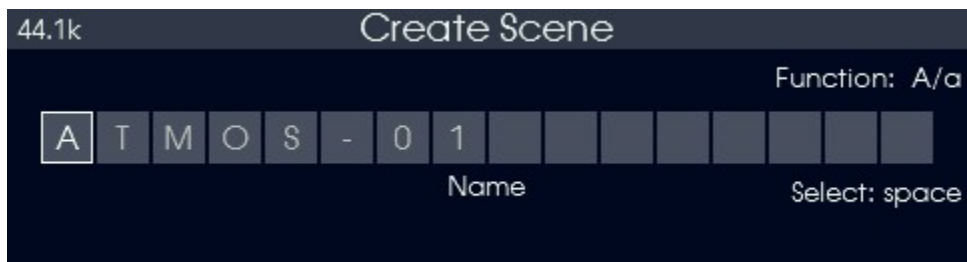 44.1k Create Scene
Function: A/a
ATMOS-01
Name
Select: space